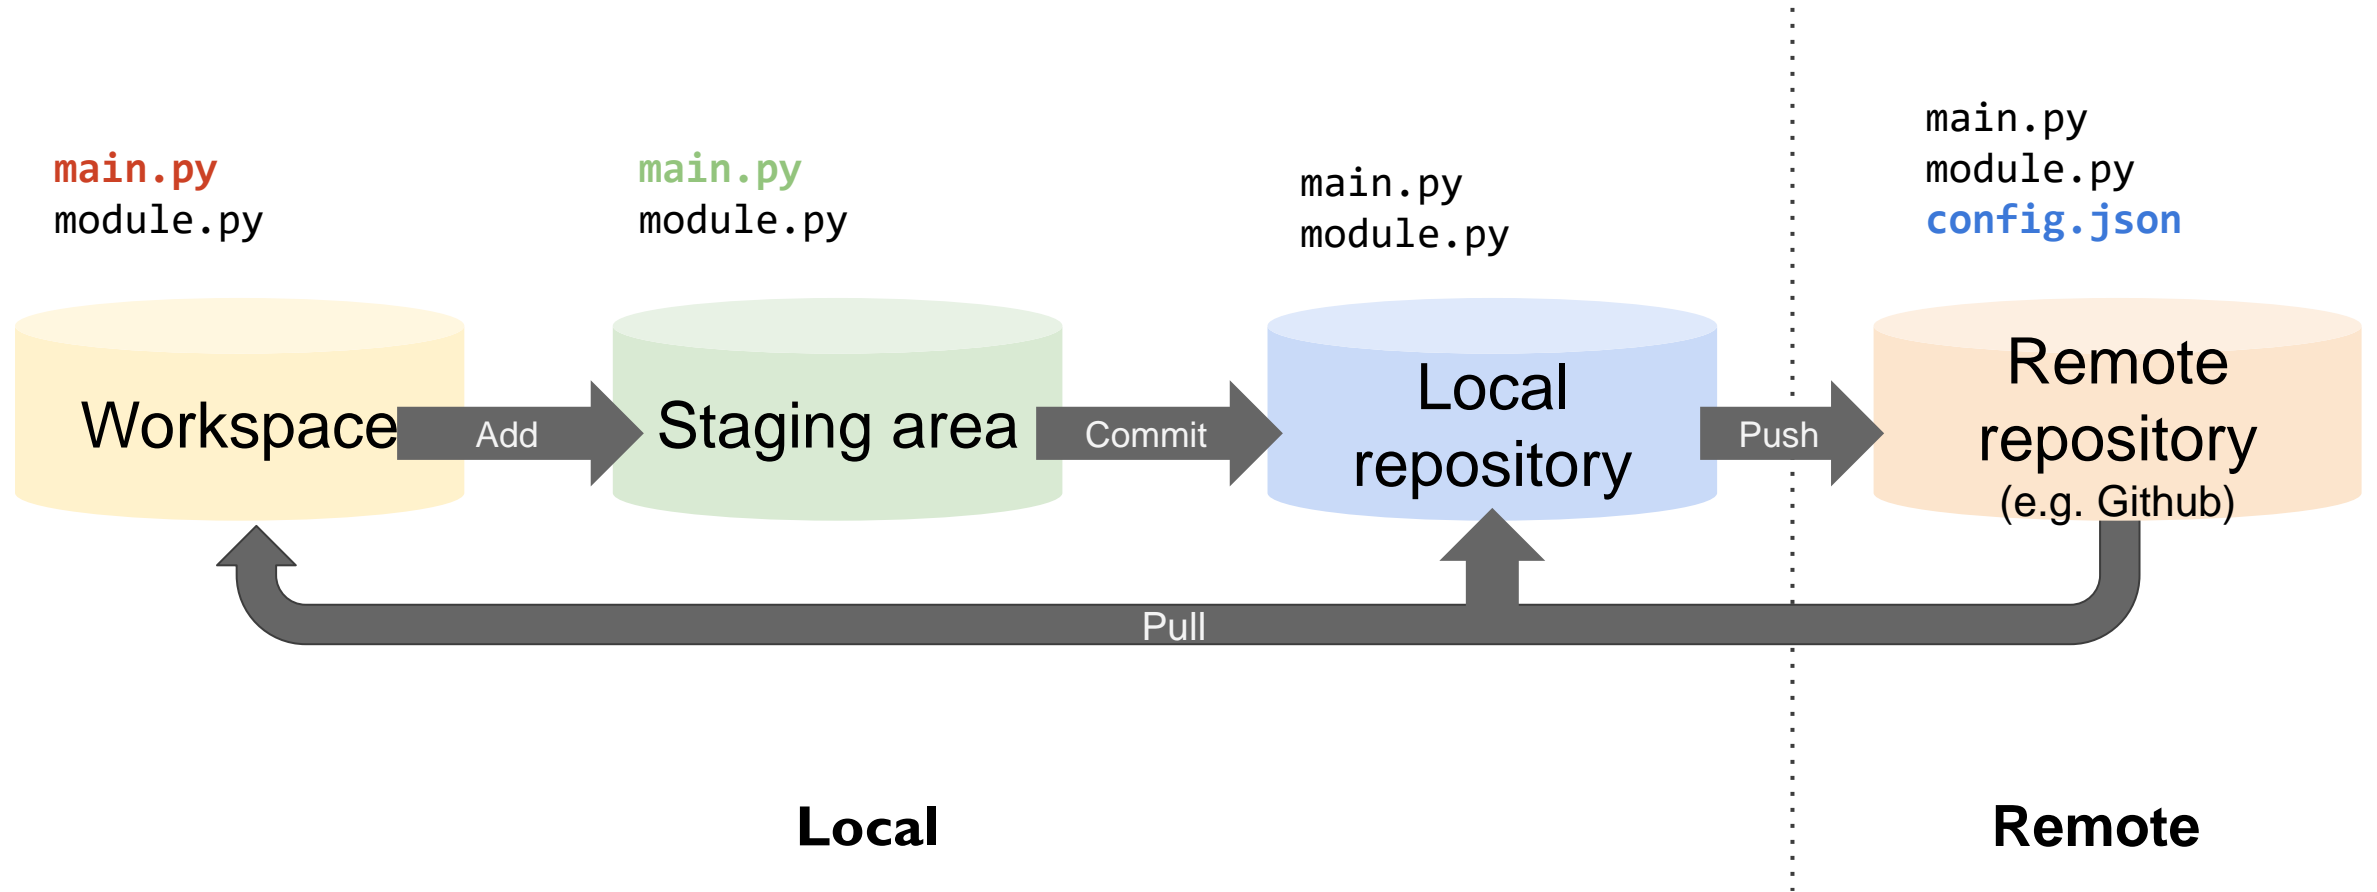 main.py
module.py
main.py
module.py
main.py
module.py
main.py
module.py
config.json
Workspace
Add
Staging area
Commit
Local
repository
Push
Remote
repository
(e.g. Github)
Pull
Local
Remote